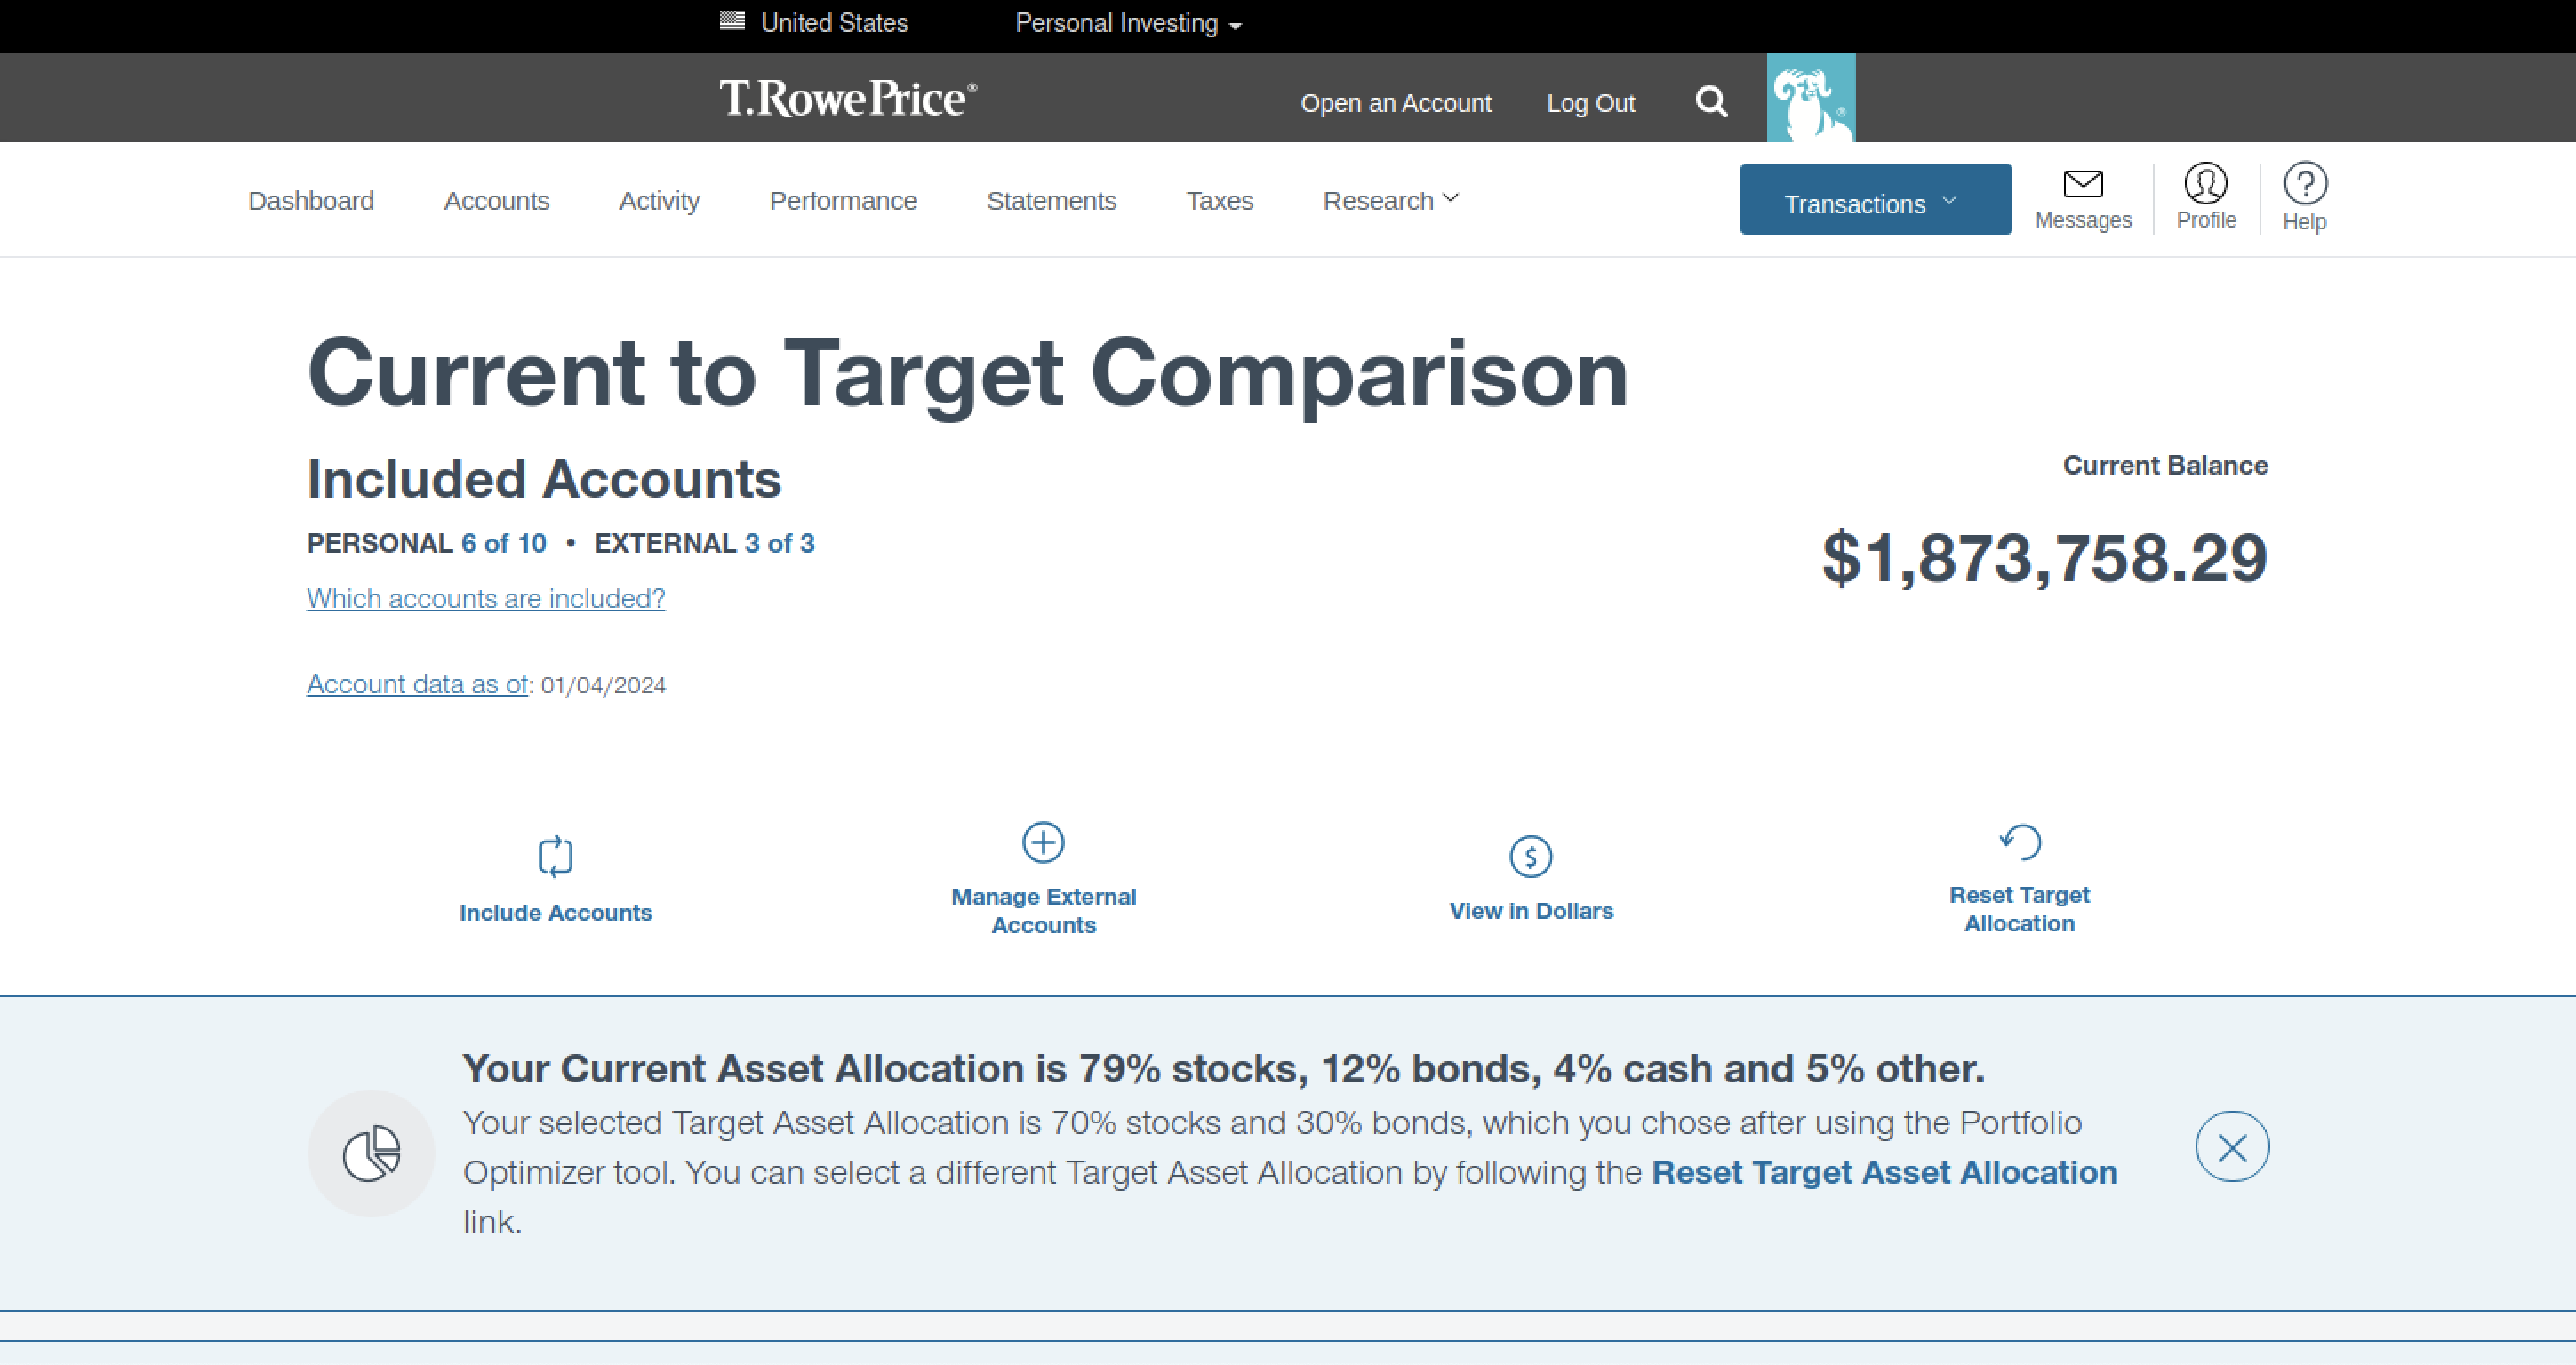 United States Personal Investing
T.RowePrice® Open an Account Log Out
Dashboard Accounts Activity Performance Statements Taxes Research Transactions Messages Profile Help
Current to Target Comparison
Included Accounts
Current Balance
PERSONAL 6 of 10 • EXTERNAL 3 of 3
$1,873,758.29
Which accounts are included?
Account data as of: 01/04/2024
Include Accounts
Manage External
Accounts
View in Dollars
Reset Target
Allocation
Your Current Asset Allocation is 79% stocks, 12% bonds, 4% cash and 5% other.
Your selected Target Asset Allocation is 70% stocks and 30% bonds, which you chose after using the Portfolio
Optimizer tool. You can select a different Target Asset Allocation by following the Reset Target Asset Allocation
link.